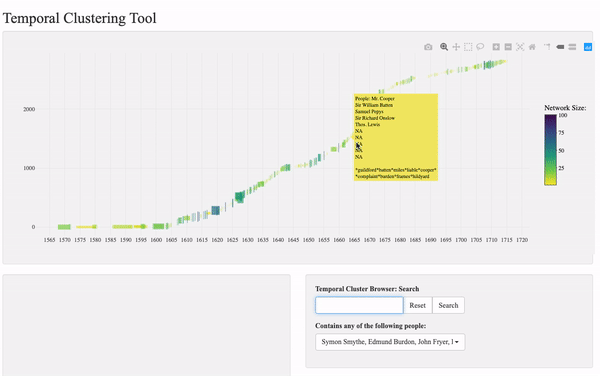 Temporal Clustering Tool
People: Mr. Cooper
Sir William Batten
Samuel Pepys
Sir Richard Onslow
Thos. Lewis
NA
NA
NA
NA
NA
*guildford*batten*miles*liable*cooper*
*complaint*burden*frames*hildyard
2000
1000
0
1565 1570 1575 1580 1585 1590 1595 1600 1605 1610 1615 1620 1625 1630 1635 1640 1645 1650 1655 1660 1665 1670 1675 1680 1685 1690 1695 1700 1705 1710 1715 1720
Network Size:
100
75
50
25
Temporal Cluster Browser: Search
Reset
Search
Contains any of the following people:
Symon Smythe, Edmund Burdon, John Fryer, I